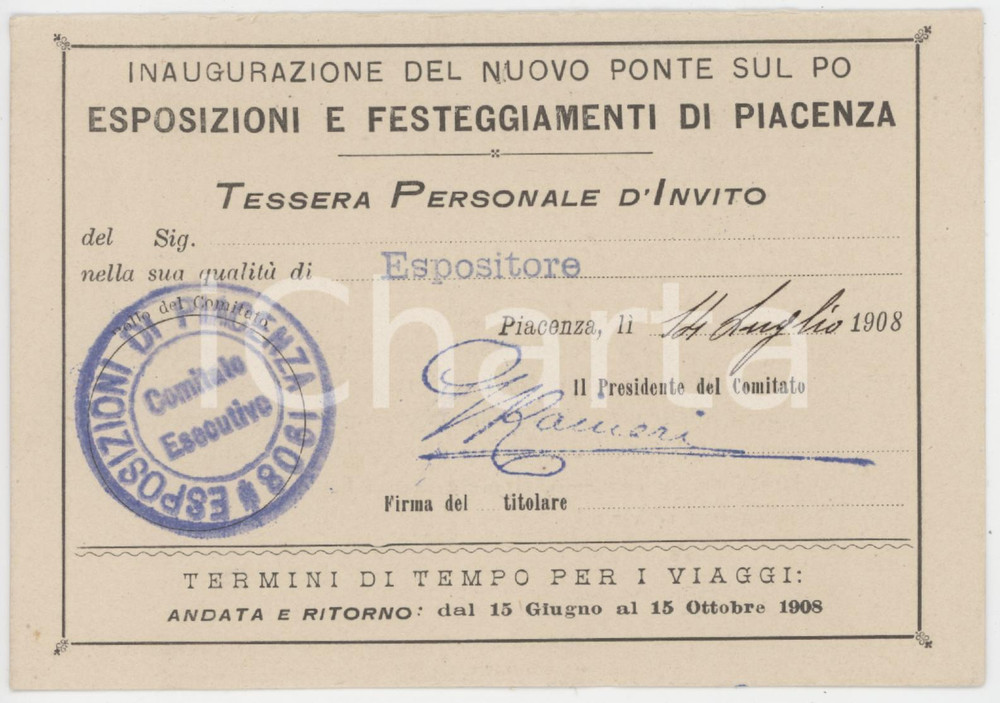 INAUGURAZIONE DEL NUOVO PONTE SUL PO
ESPOSIZIONI E FESTEGGIAMENTI DI PIACENZA
TESSERA PERSONALE D'INVITO
del Sig.
nella sua qualità di Espositore
Bollo del Comitato
ESPOSIZIONI DI PIACENZA 1908
Comitato
Esecutivo
Piacenza, lì 14 Luglio 1908
Il Presidente del Comitato
Ranieri
Firma del titolare
TERMINI DI TEMPO PER I VIAGGI:
ANDATA E RITORNO: dal 15 Giugno al 15 Ottobre 1908
iCharta